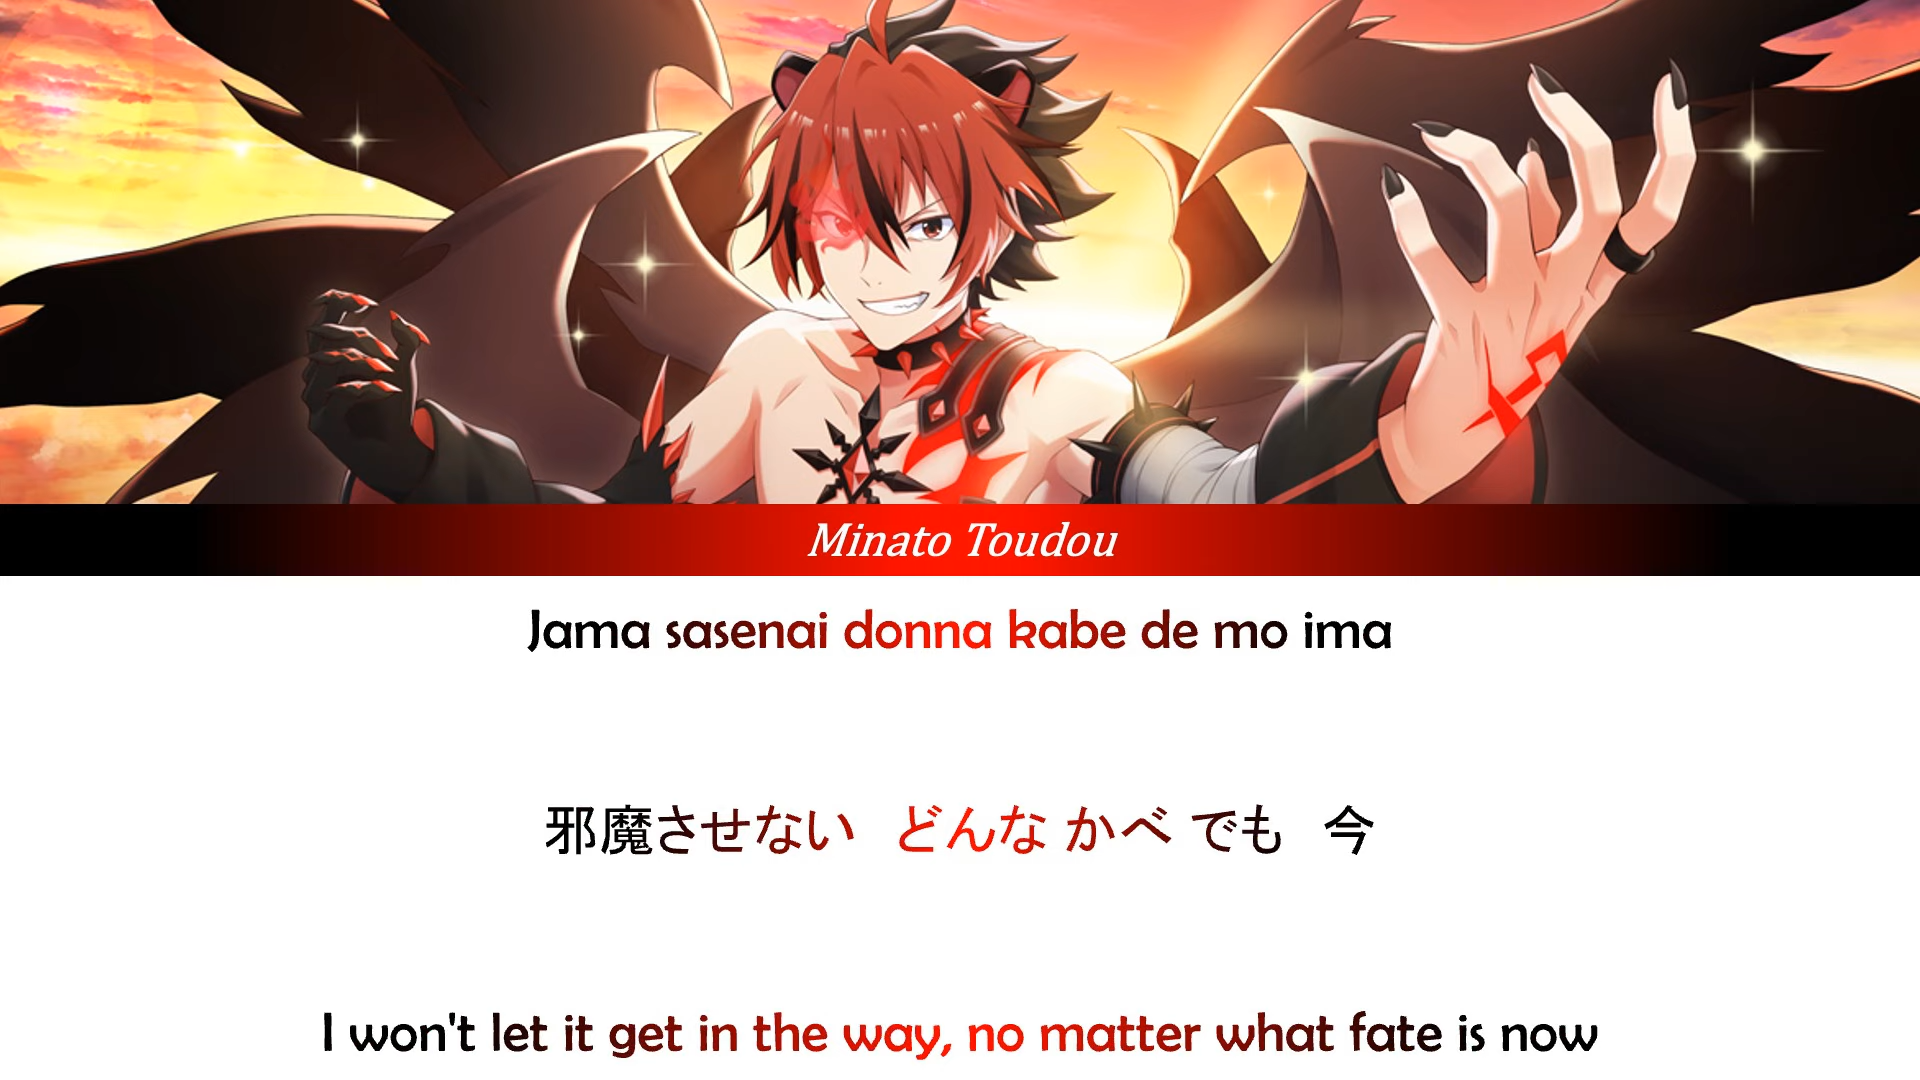 Minato Toudou
Jama sasenai donna kabe de mo ima
邪魔させない どんな かべ でも 今
I won't let it get in the way, no matter what fate is now